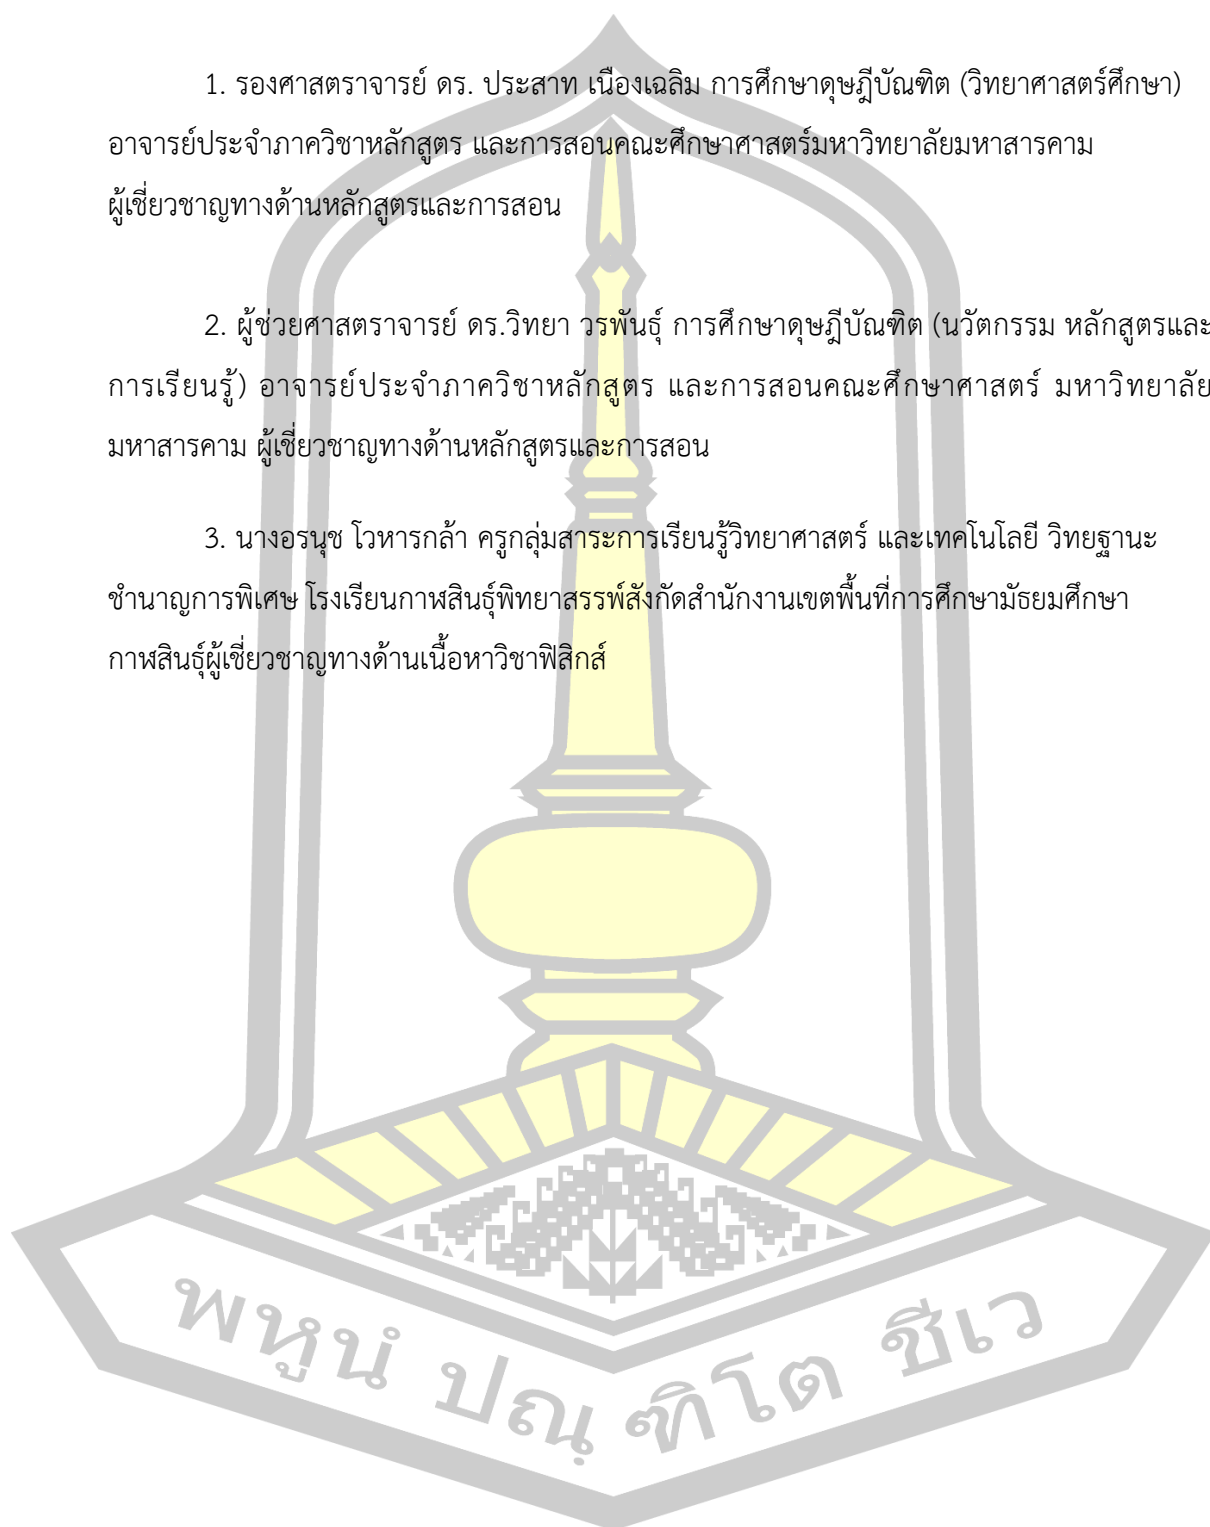 1. รองศาสตราจารย์ ดร. ประสาท เนืองเฉลิม การศึกษาดุษฎีบัณฑิต (วิทยาศาสตร์ศึกษา)
อาจารย์ประจำภาควิชาหลักสูตร และการสอนคณะศึกษาศาสตร์มหาวิทยาลัยมหาสารคาม
ผู้เชี่ยวชาญทางด้านหลักสูตรและการสอน
2. ผู้ช่วยศาสตราจารย์ ดร.วิทยา วรพันธุ์ การศึกษาดุษฎีบัณฑิต (นวัตกรรม หลักสูตรและ
การเรียนรู้) อาจารย์ประจำภาควิชาหลักสูตร และการสอนคณะศึกษาศาสตร์ มหาวิทยาลัย
มหาสารคาม ผู้เชี่ยวชาญทางด้านหลักสูตรและการสอน
3. นางอรนุช โวหารกล้า ครูกลุ่มสาระการเรียนรู้วิทยาศาสตร์ และเทคโนโลยี วิทยฐานะ
ชำนาญการพิเศษ โรงเรียนกาฬสินธุ์พิทยาสรรพ์สังกัดสำนักงานเขตพื้นที่การศึกษามัธยมศึกษา
กาฬสินธุ์ผู้เชี่ยวชาญทางด้านเนื้อหาวิชาฟิสิกส์
พหูนํ ปณฺฑิโต ชีเว